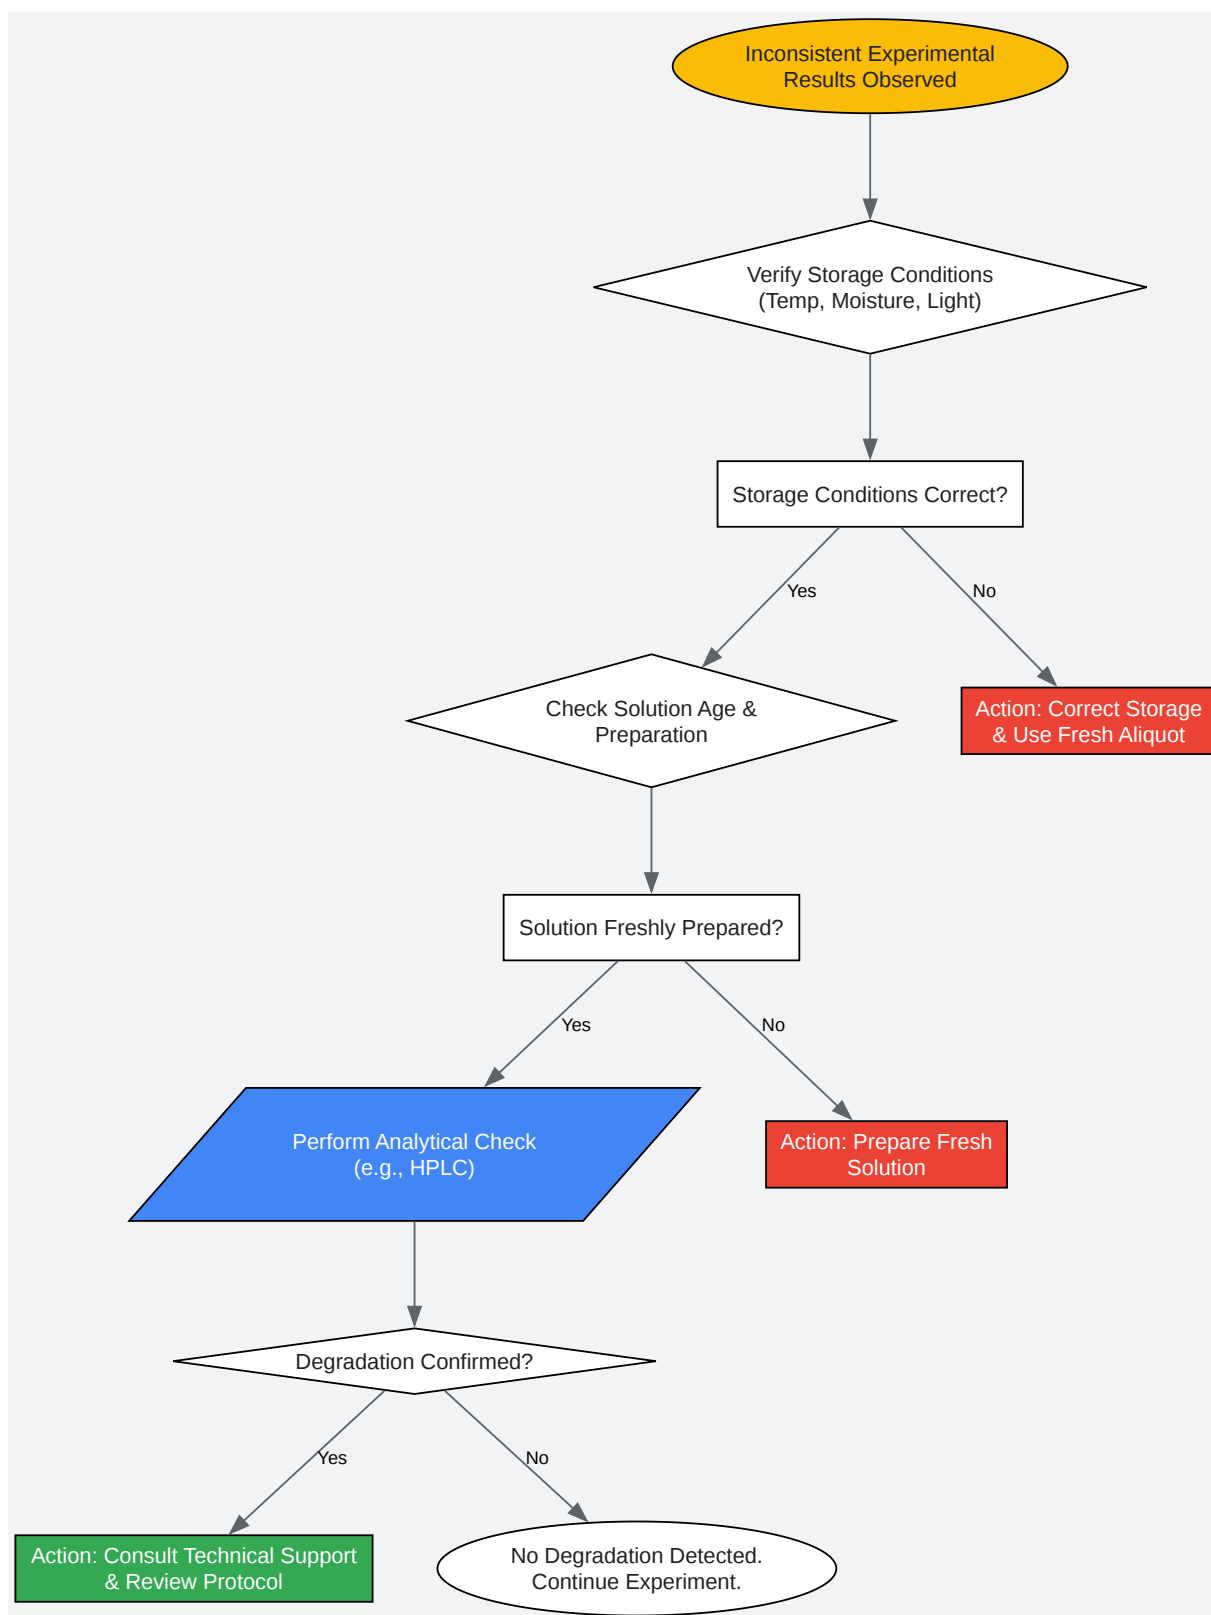 Inconsistent Experimental
Results Observed
Verify Storage Conditions
(Temp, Moisture, Light)
Storage Conditions Correct?
Yes
No
Check Solution Age &
Preparation
Action: Correct Storage
& Use Fresh Aliquot
Solution Freshly Prepared?
Yes
No
Perform Analytical Check
(e.g., HPLC)
Action: Prepare Fresh
Solution
Degradation Confirmed?
Yes
No
Action: Consult Technical Support
& Review Protocol
No Degradation Detected.
Continue Experiment.